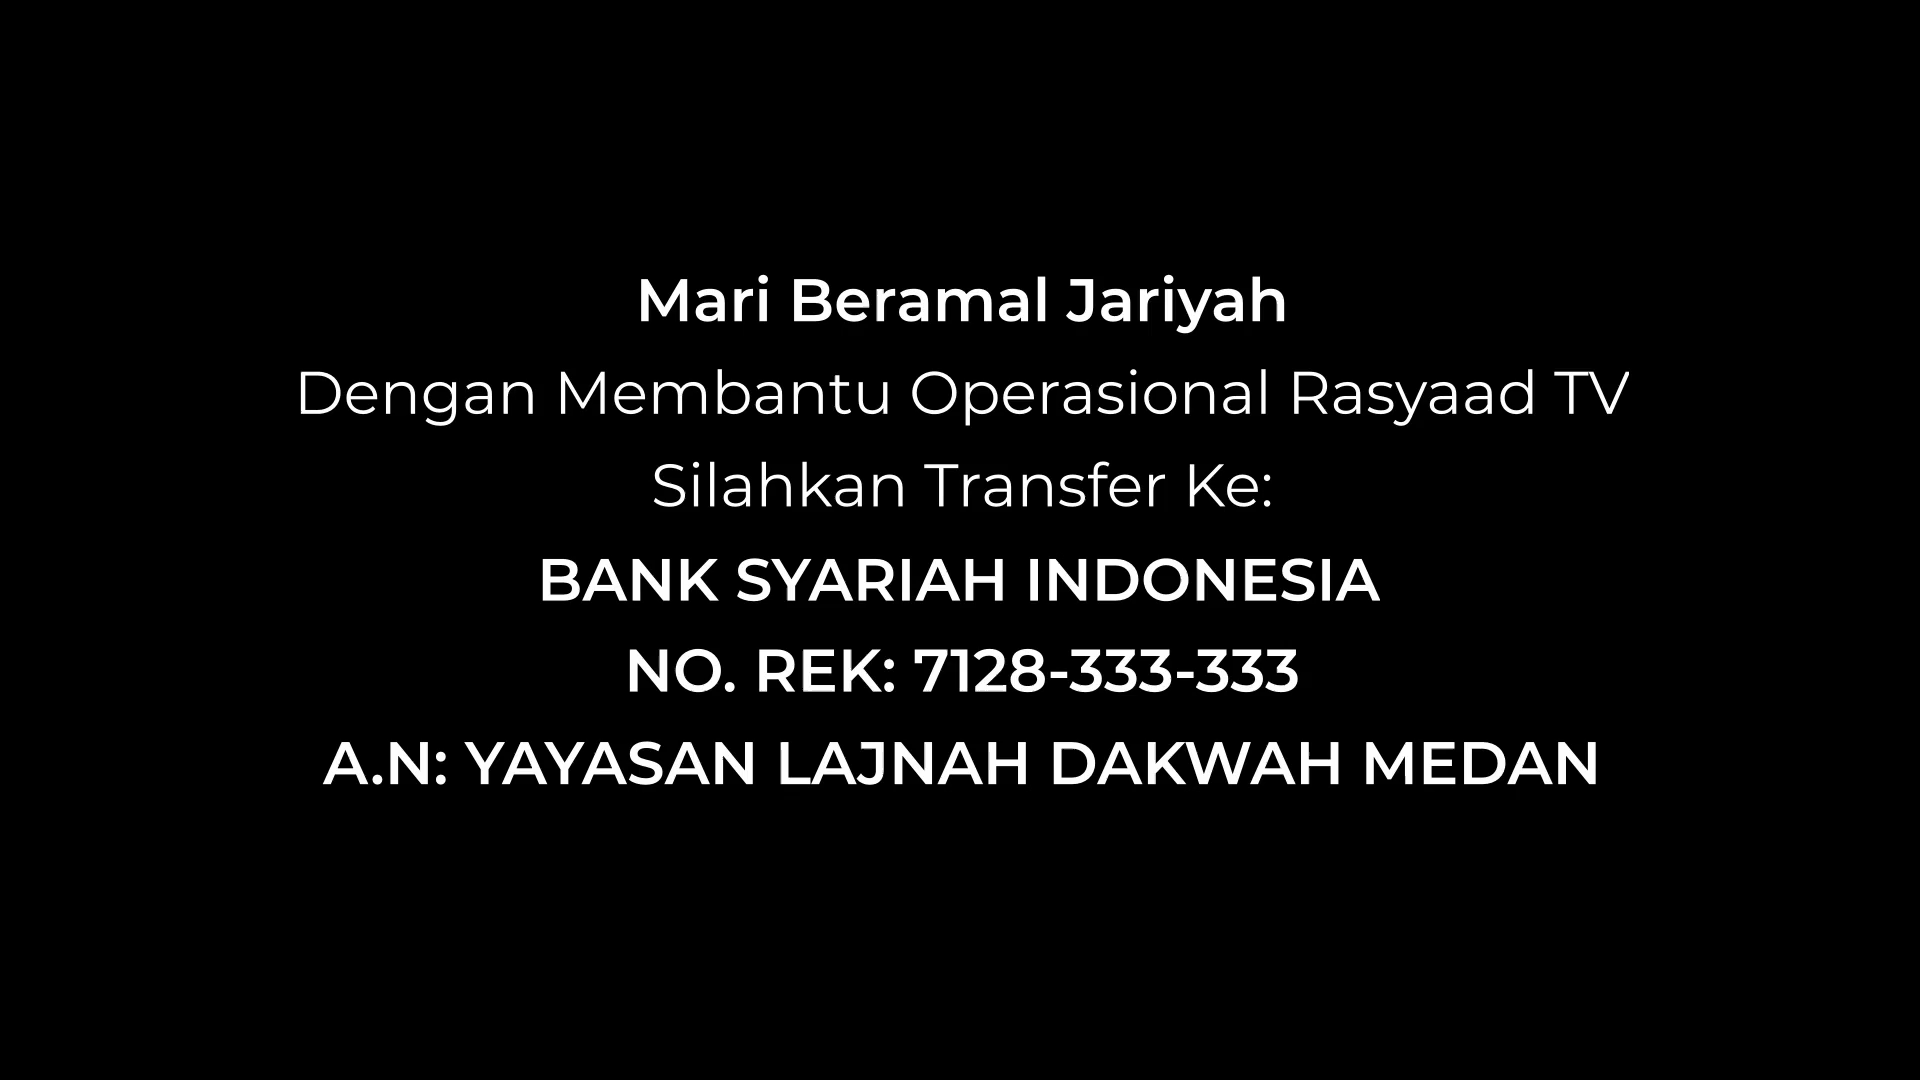 Mari Beramal Jariyah
Dengan Membantu Operasional Rasyaad TV
Silahkan Transfer Ke:
BANK SYARIAH INDONESIA
NO. REK: 7128-333-333
A.N: YAYASAN LAJNAH DAKWAH MEDAN